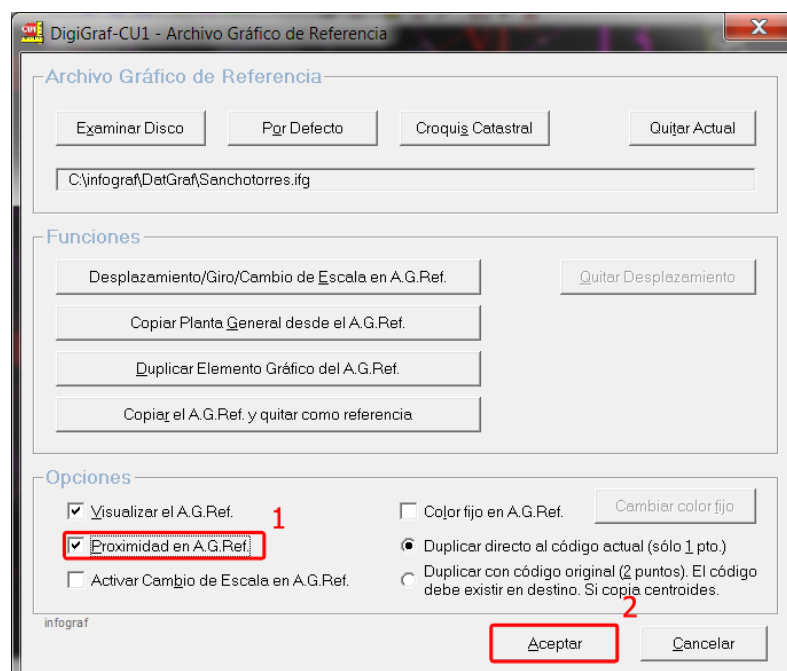 CU1 DigiGraf-CU1 - Archivo Gráfico de Referencia X
Archivo Gráfico de Referencia
Examinar Disco Por Defecto Croquis Catastral Quitar Actual
C:\infograf\DatGraf\Sanchotorres.ifg
Funciones
Desplazamiento/Giro/Cambio de Escala en A.G.Ref. Quitar Desplazamiento
Copiar Planta General desde el A.G.Ref.
Duplicar Elemento Gráfico del A.G.Ref.
Copiar el A.G.Ref. y quitar como referencia
Opciones
Visualizar el A.G.Ref. 1 Color fijo en A.G.Ref. Cambiar color fijo
Proximidad en A.G.Ref. Duplicar directo al código actual (sólo 1 pto.)
Activar Cambio de Escala en A.G.Ref. Duplicar con código original (2 puntos). El código
debe existir en destino. Si copia centroides.
infograf 2
Aceptar Cancelar